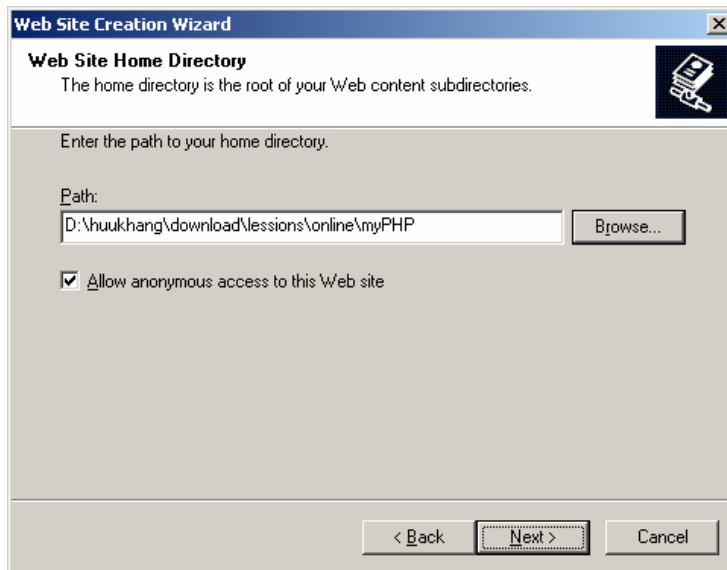 Web Site Creation Wizard
Web Site Home Directory
The home directory is the root of your Web content subdirectories.
Enter the path to your home directory.
Path:
D:\huukhang\download\lessions\online\myPHP
Browse...
Allow anonymous access to this Web site
< Back
Next >
Cancel